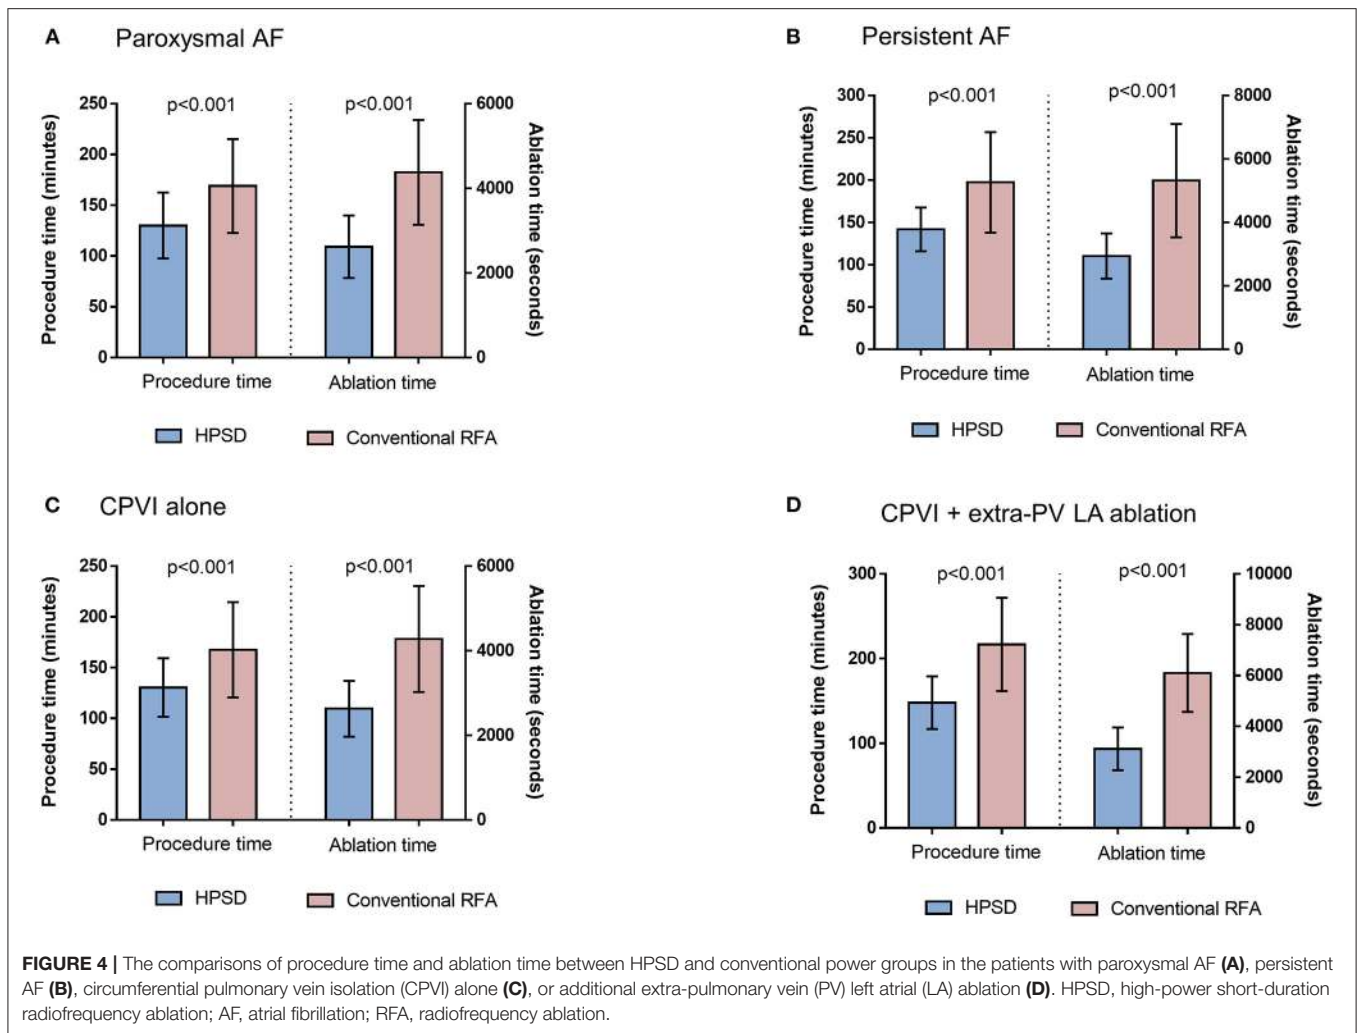 A Paroxysmal AF
p<0.001 p<0.001
250
200
150
100
50
0
Procedure time (minutes)
6000
4000
2000
0
Ablation time (seconds)
Procedure time Ablation time
HPSD Conventional RFA
B Persistent AF
p<0.001 p<0.001
300
250
200
150
100
50
0
Procedure time (minutes)
8000
6000
4000
2000
0
Ablation time (seconds)
Procedure time Ablation time
HPSD Conventional RFA
C CPVI alone
p<0.001 p<0.001
250
200
150
100
50
0
Procedure time (minutes)
6000
4000
2000
0
Ablation time (seconds)
Procedure time Ablation time
HPSD Conventional RFA
D CPVI + extra-PV LA ablation
p<0.001 p<0.001
300
200
100
0
Procedure time (minutes)
10000
8000
6000
4000
2000
0
Ablation time (seconds)
Procedure time Ablation time
HPSD Conventional RFA
FIGURE 4 | The comparisons of procedure time and ablation time between HPSD and conventional power groups in the patients with paroxysmal AF (A), persistent
AF (B), circumferential pulmonary vein isolation (CPVI) alone (C), or additional extra-pulmonary vein (PV) left atrial (LA) ablation (D). HPSD, high-power short-duration
radiofrequency ablation; AF, atrial fibrillation; RFA, radiofrequency ablation.